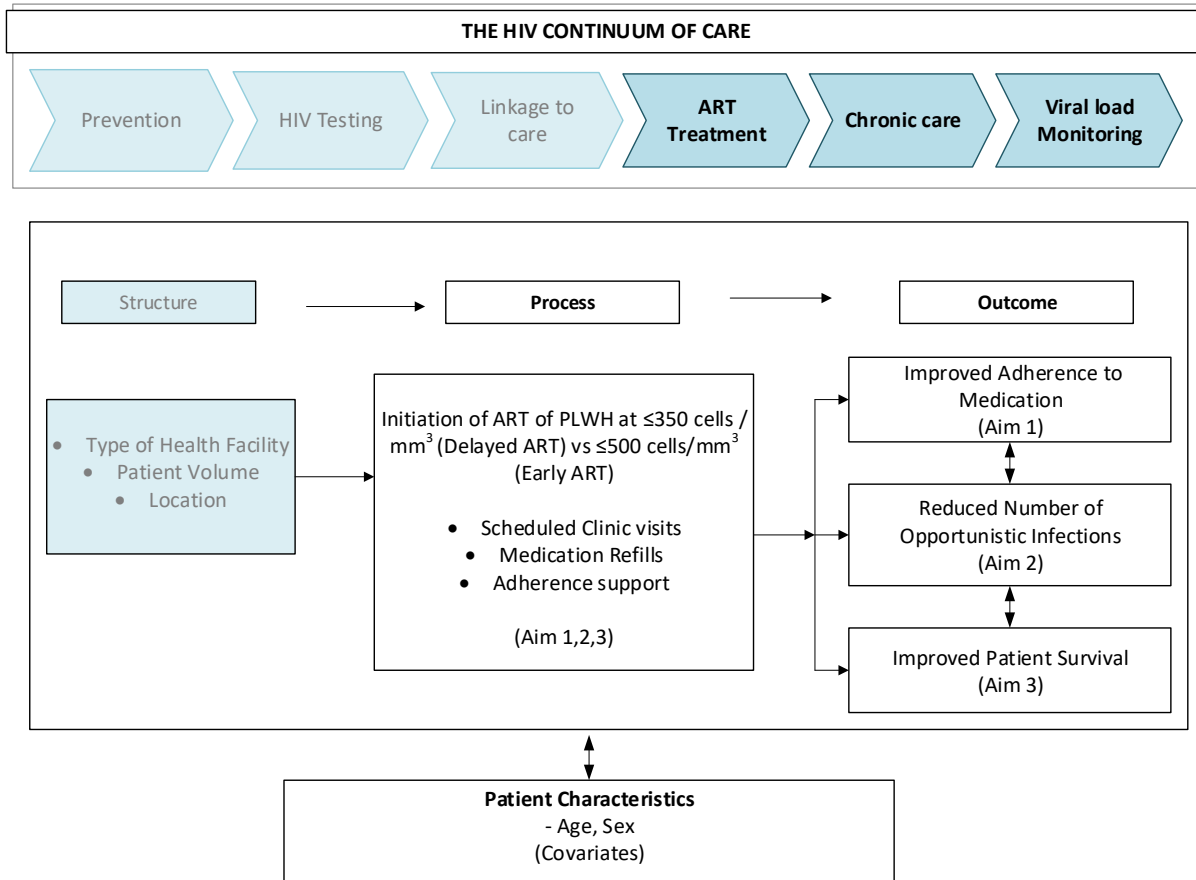 THE HIV CONTINUUM OF CARE
Prevention
HIV Testing
Linkage to
care
ART
Treatment
Chronic care
Viral load
Monitoring
Structure
Process
Outcome
• Type of Health Facility
• Patient Volume
• Location
Initiation of ART of PLWH at ≤350 cells /
mm³ (Delayed ART) vs ≤500 cells/mm³
(Early ART)
• Scheduled Clinic visits
• Medication Refills
• Adherence support
(Aim 1,2,3)
Improved Adherence to
Medication
(Aim 1)
Reduced Number of
Opportunistic Infections
(Aim 2)
Improved Patient Survival
(Aim 3)
Patient Characteristics
- Age, Sex
(Covariates)